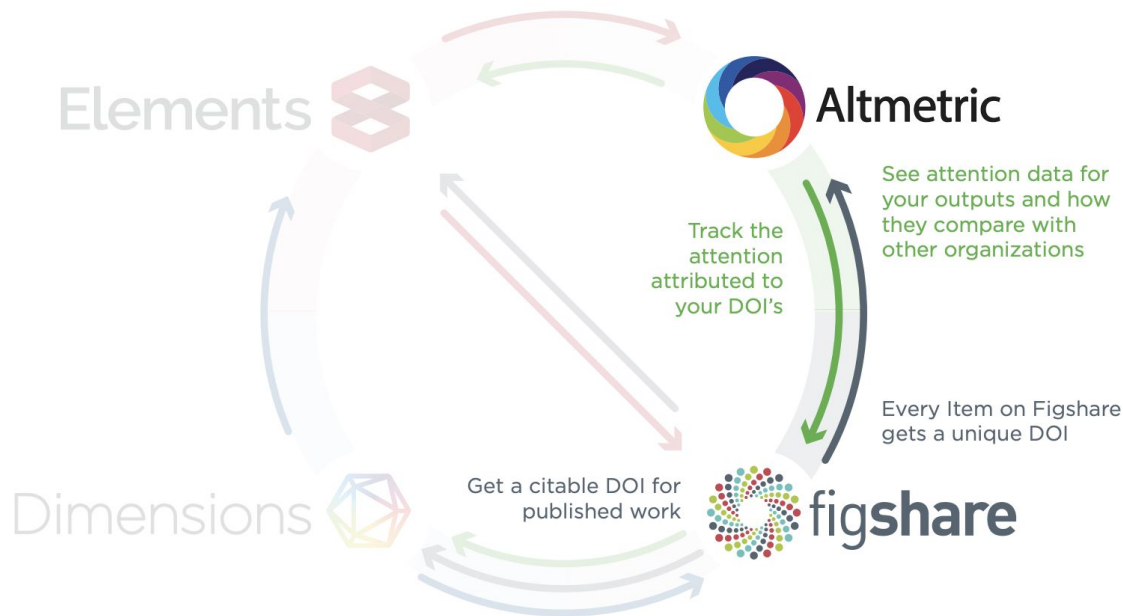 Elements
Altmetric
See attention data for
your outputs and how
they compare with
other organizations
Track the
attention
attributed to
your DOI's
Every Item on Figshare
gets a unique DOI
Get a citable DOI for
published work
Dimensions
figshare